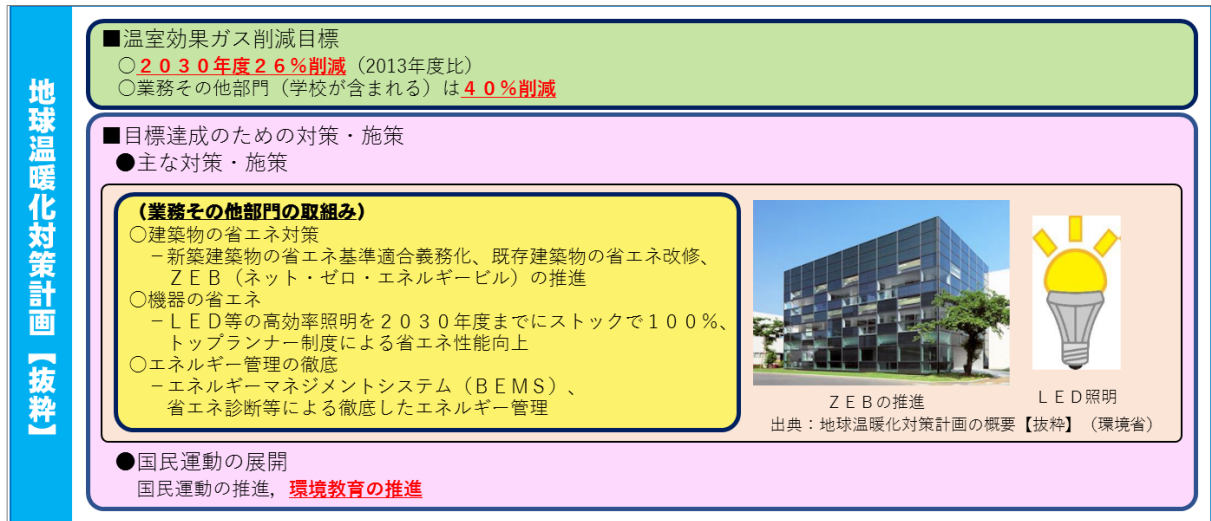 地球温暖化対策計画【抜粋】
■温室効果ガス削減目標
○２０３０年度２６％削減（2013年度比）
○業務その他部門（学校が含まれる）は４０％削減
■目標達成のための対策・施策
●主な対策・施策
（業務その他部門の取組み）
○建築物の省エネ対策
－新築建築物の省エネ基準適合義務化、既存建築物の省エネ改修、
ＺＥＢ（ネット・ゼロ・エネルギービル）の推進
○機器の省エネ
－ＬＥＤ等の高効率照明を２０３０年度までにストックで１００％、
トップランナー制度による省エネ性能向上
○エネルギー管理の徹底
－エネルギーマネジメントシステム（ＢＥＭＳ）、
省エネ診断等による徹底したエネルギー管理
ＺＥＢの推進
ＬＥＤ照明
出典：地球温暖化対策計画の概要【抜粋】（環境省）
●国民運動の展開
国民運動の推進，環境教育の推進